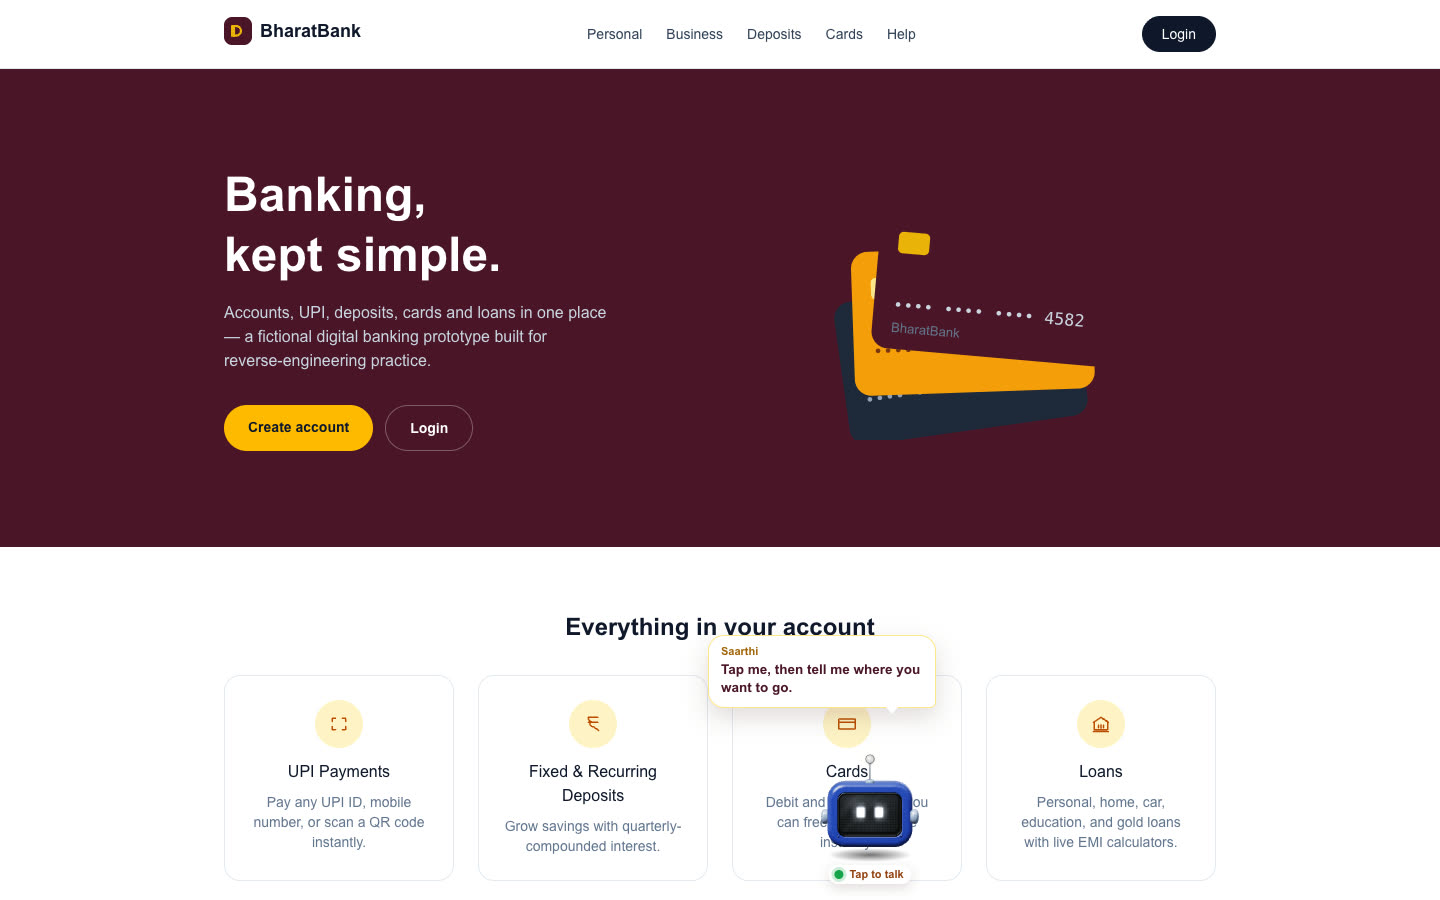 BharatBank
Personal
Business
Deposits
Cards
Help
Login
Banking,
kept simple.
Accounts, UPI, deposits, cards and loans in one place
— a fictional digital banking prototype built for
reverse-engineering practice.
Create account
Login
•••• •••• •••• 4582
BharatBank
Everything in your account
Saarthi
Tap me, then tell me where you
want to go.
UPI Payments
Pay any UPI ID, mobile
number, or scan a QR code
instantly.
Fixed & Recurring
Deposits
Grow savings with quarterly-
compounded interest.
Cards
Debit and
can
Loans
Personal, home, car,
education, and gold loans
with live EMI calculators.
Tap to talk